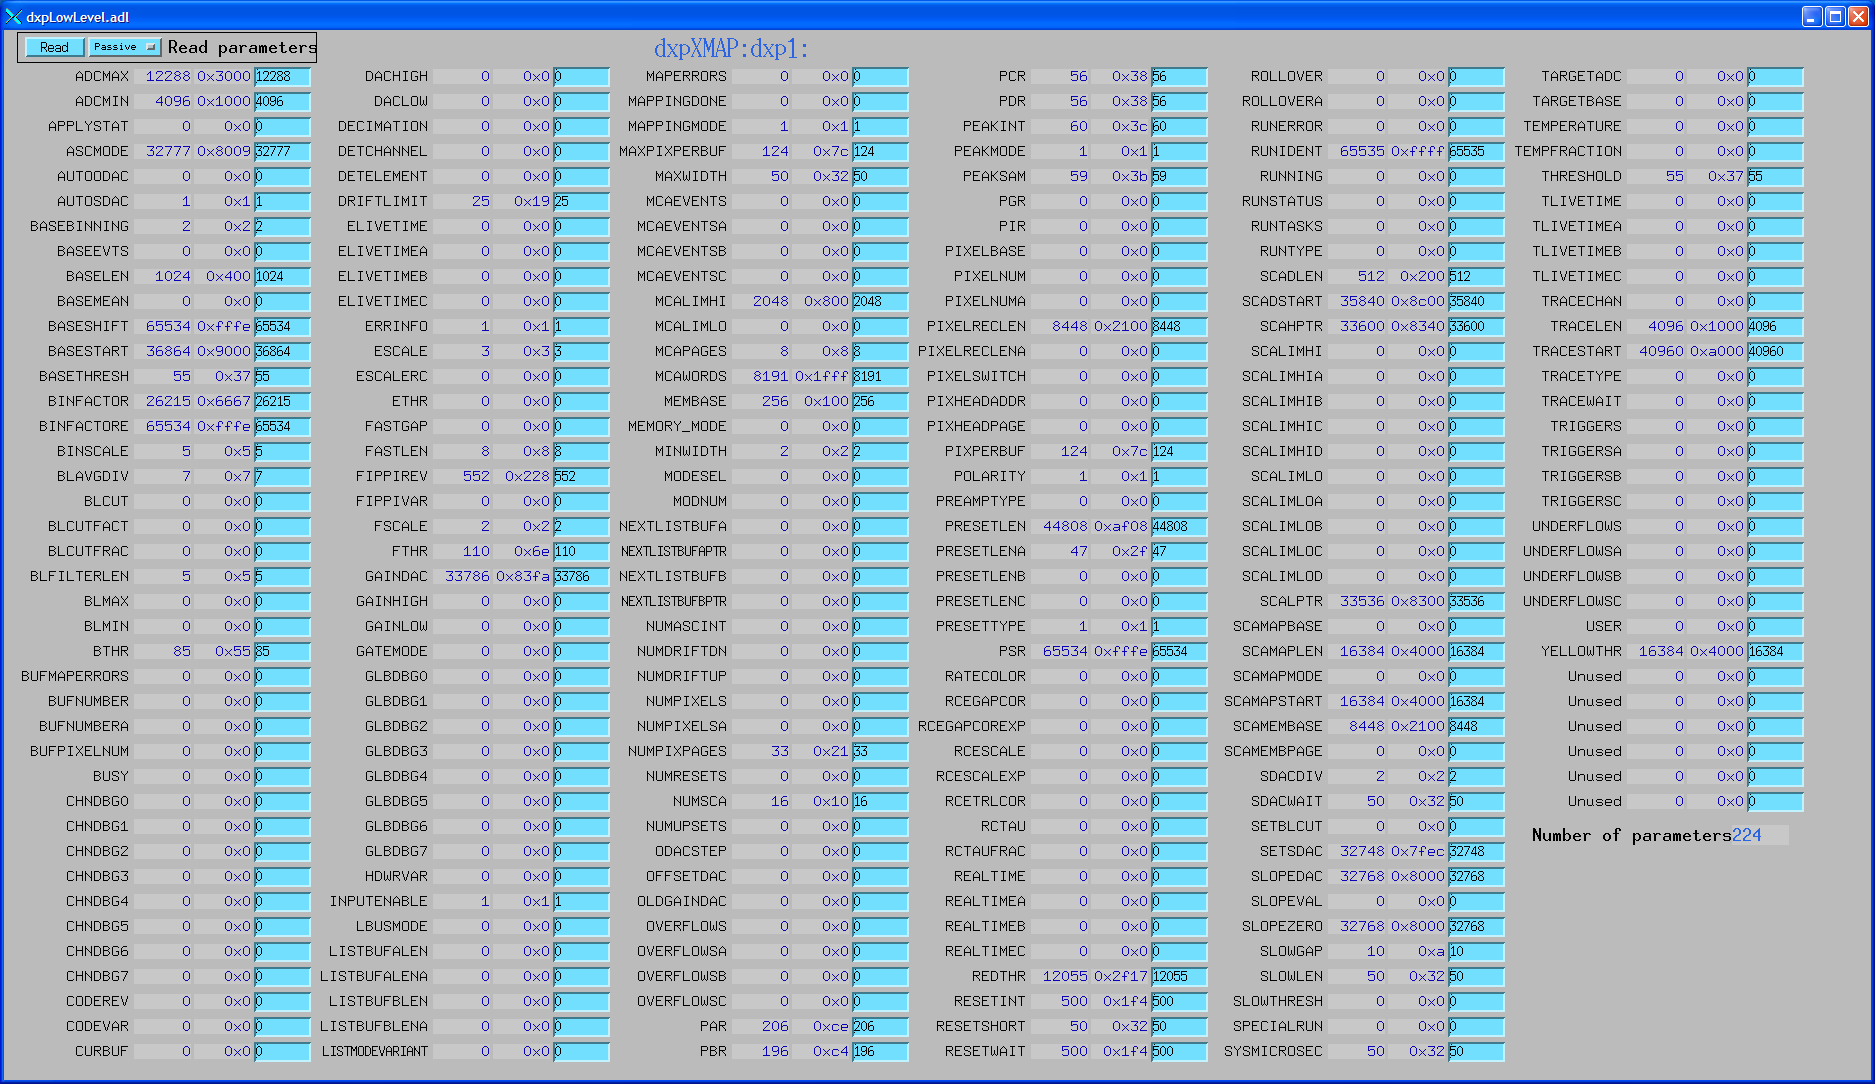 dxpLowLevel.adl
Read Passive Read parameters dxpXMAP:dxp1:
ADCMAX 12288 0x3000 12288 DACHIGH 0 0x0 0 MAPERRORS 0 0x0 0 PCR 56 0x38 56 ROLLOVER 0 0x0 0 TARGETADC 0 0x0 0
ADCMIN 4096 0x1000 4096 DACLOW 0 0x0 0 MAPPINGDONE 0 0x0 0 PDR 56 0x38 56 ROLLOVERA 0 0x0 0 TARGETBASE 0 0x0 0
APPLYSTAT 0 0x0 0 DECIMATION 0 0x0 0 MAPPINGMODE 1 0x1 1 PEAKINT 60 0x3c 60 RUNERROR 0 0x0 0 TEMPERATURE 0 0x0 0
ASCMODE 32777 0x8009 32777 DETCHANNEL 0 0x0 0 MAXPIXPERBUF 124 0x7c 124 PEAKMODE 1 0x1 1 RUNIDENT 65535 0xffff 65535 TEMPFRACTION 0 0x0 0
AUTOODAC 0 0x0 0 DETELEMENT 0 0x0 0 MAXWIDTH 50 0x32 50 PEAKSAM 59 0x3b 59 RUNNING 0 0x0 0 THRESHOLD 55 0x37 55
AUTOSDAC 1 0x1 1 DRIFTLIMIT 25 0x19 25 MCAEVENTS 0 0x0 0 PGR 0 0x0 0 RUNSTATUS 0 0x0 0 TLIVETIME 0 0x0 0
BASEBINNING 2 0x2 2 ELIVETIME 0 0x0 0 MCAEVENTSA 0 0x0 0 PIR 0 0x0 0 RUNTASKS 0 0x0 0 TLIVETIMEA 0 0x0 0
BASEEVTS 0 0x0 0 ELIVETIMEA 0 0x0 0 MCAEVENTSB 0 0x0 0 PIXELBASE 0 0x0 0 RUNTYPE 0 0x0 0 TLIVETIMEB 0 0x0 0
BASELEN 1024 0x400 1024 ELIVETIMEB 0 0x0 0 MCAEVENTSC 0 0x0 0 PIXELNUM 0 0x0 0 SCADLEN 512 0x200 512 TLIVETIMEC 0 0x0 0
BASEMEAN 0 0x0 0 ELIVETIMEC 0 0x0 0 MCALIMHI 2048 0x800 2048 PIXELNUMA 0 0x0 0 SCADSTART 35840 0x8c00 35840 TRACECHAN 0 0x0 0
BASESHIFT 65534 0xfffe 65534 ERRINFO 1 0x1 1 MCALIMLO 0 0x0 0 PIXELRECLEN 8448 0x2100 8448 SCAHPTR 33600 0x8340 33600 TRACELEN 4096 0x1000 4096
BASESTART 36864 0x9000 36864 ESCALE 3 0x3 3 MCAPAGES 8 0x8 8 PIXELRECLENA 0 0x0 0 SCALIMHI 0 0x0 0 TRACESTART 40960 0xa000 40960
BASETHRESH 55 0x37 55 ESCALERC 0 0x0 0 MCAWORDS 8191 0x1fff 8191 PIXELSWITCH 0 0x0 0 SCALIMHIA 0 0x0 0 TRACETYPE 0 0x0 0
BINFACTOR 26215 0x6667 26215 ETHR 0 0x0 0 MEMBASE 256 0x100 256 PIXHEADADDR 0 0x0 0 SCALIMHIB 0 0x0 0 TRACEWAIT 0 0x0 0
BINFACTORE 65534 0xfffe 65534 FASTGAP 0 0x0 0 MEMORY_MODE 0 0x0 0 PIXHEADPAGE 0 0x0 0 SCALIMHIC 0 0x0 0 TRIGGERS 0 0x0 0
BINSCALE 5 0x5 5 FASTLEN 8 0x8 8 MINWIDTH 2 0x2 2 PIXPERBUF 124 0x7c 124 SCALIMHID 0 0x0 0 TRIGGERSA 0 0x0 0
BLAVGDIV 7 0x7 7 FIPPIREV 552 0x228 552 MODESEL 0 0x0 0 POLARITY 1 0x1 1 SCALIMLO 0 0x0 0 TRIGGERSB 0 0x0 0
BLCUT 0 0x0 0 FIPPIVAR 0 0x0 0 MODNUM 0 0x0 0 PREAMPTYPE 0 0x0 0 SCALIMLOA 0 0x0 0 TRIGGERSC 0 0x0 0
BLCUTFACT 0 0x0 0 FSCALE 2 0x2 2 NEXTLISTBUFA 0 0x0 0 PRESETLEN 44808 0xaf08 44808 SCALIMLOB 0 0x0 0 UNDERFLOWS 0 0x0 0
BLCUTFRAC 0 0x0 0 FTHR 110 0x6e 110 NEXTLISTBUFAPTR 0 0x0 0 PRESETLENA 47 0x2f 47 SCALIMLOC 0 0x0 0 UNDERFLOWSA 0 0x0 0
BLFILTERLEN 5 0x5 5 GAINDAC 33786 0x83fa 33786 NEXTLISTBUFB 0 0x0 0 PRESETLENB 0 0x0 0 SCALIMLOD 0 0x0 0 UNDERFLOWSB 0 0x0 0
BLMAX 0 0x0 0 GAINHIGH 0 0x0 0 NEXTLISTBUFBPTR 0 0x0 0 PRESETLENC 0 0x0 0 SCALPTR 33536 0x8300 33536 UNDERFLOWSC 0 0x0 0
BLMIN 0 0x0 0 GAINLOW 0 0x0 0 NUMASCINT 0 0x0 0 PRESETTYPE 1 0x1 1 SCAMAPBASE 0 0x0 0 USER 0 0x0 0
BTHR 85 0x55 85 GATEMODE 0 0x0 0 NUMDRIFTDN 0 0x0 0 PSR 65534 0xfffe 65534 SCAMAPLEN 16384 0x4000 16384 YELLOWTHR 16384 0x4000 16384
BUFMAPERRORS 0 0x0 0 GLBDBG0 0 0x0 0 NUMDRIFTUP 0 0x0 0 RATECOLOR 0 0x0 0 SCAMAPMODE 0 0x0 0 Unused 0 0x0 0
BUFNUMBER 0 0x0 0 GLBDBG1 0 0x0 0 NUMPIXELS 0 0x0 0 RCEGAPCOR 0 0x0 0 SCAMAPSTART 16384 0x4000 16384 Unused 0 0x0 0
BUFNUMBERA 0 0x0 0 GLBDBG2 0 0x0 0 NUMPIXELSA 0 0x0 0 RCEGAPCOREXP 0 0x0 0 SCAMEMBASE 8448 0x2100 8448 Unused 0 0x0 0
BUFPIXELNUM 0 0x0 0 GLBDBG3 0 0x0 0 NUMPIXPAGES 33 0x21 33 RCESCALE 0 0x0 0 SCAMEMBPAGE 0 0x0 0 Unused 0 0x0 0
BUSY 0 0x0 0 GLBDBG4 0 0x0 0 NUMRESETS 0 0x0 0 RCESCALEXP 0 0x0 0 SDACDIV 2 0x2 2 Unused 0 0x0 0
CHNDBG0 0 0x0 0 GLBDBG5 0 0x0 0 NUMSCA 16 0x10 16 RCETRLCOR 0 0x0 0 SDACWAIT 50 0x32 50 Unused 0 0x0 0
CHNDBG1 0 0x0 0 GLBDBG6 0 0x0 0 NUMUPSETS 0 0x0 0 RCTAU 0 0x0 0 SETBLCUT 0 0x0 0 Number of parameters 224
CHNDBG2 0 0x0 0 GLBDBG7 0 0x0 0 ODACSTEP 0 0x0 0 RCTAUFRAC 0 0x0 0 SETSDAC 32748 0x7fec 32748
CHNDBG3 0 0x0 0 HDWRVAR 0 0x0 0 OFFSETDAC 0 0x0 0 REALTIME 0 0x0 0 SLOPEDAC 32768 0x8000 32768
CHNDBG4 0 0x0 0 INPUTENABLE 1 0x1 1 OLDGAINDAC 0 0x0 0 REALTIMEA 0 0x0 0 SLOPEVAL 0 0x0 0
CHNDBG5 0 0x0 0 LBUSMODE 0 0x0 0 OVERFLOWS 0 0x0 0 REALTIMEB 0 0x0 0 SLOPEZERO 32768 0x8000 32768
CHNDBG6 0 0x0 0 LISTBUFALEN 0 0x0 0 OVERFLOWSA 0 0x0 0 REALTIMEC 0 0x0 0 SLOWGAP 10 0xa 10
CHNDBG7 0 0x0 0 LISTBUFALENA 0 0x0 0 OVERFLOWSB 0 0x0 0 REDTHR 12055 0x2f17 12055 SLOWLEN 50 0x32 50
CODEREV 0 0x0 0 LISTBUFBLEN 0 0x0 0 OVERFLOWSC 0 0x0 0 RESETINT 500 0x1f4 500 SLOWTHRESH 0 0x0 0
CODEVAR 0 0x0 0 LISTBUFBLENA 0 0x0 0 PAR 206 0xce 206 RESETSHORT 50 0x32 50 SPECIALRUN 0 0x0 0
CURBUF 0 0x0 0 LISTMODEVARIANT 0 0x0 0 PBR 196 0xc4 196 RESETWAIT 500 0x1f4 500 SYSMICROSEC 50 0x32 50